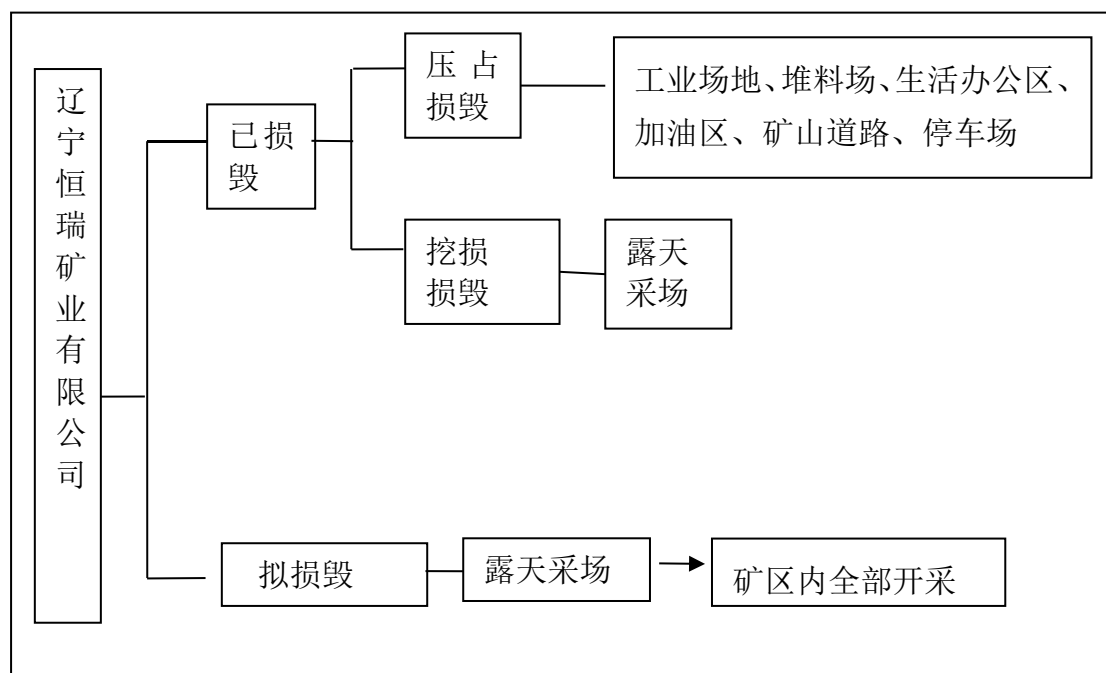 辽宁恒瑞矿业有限公司
已损
毁
压占
损毁
工业场地、堆料场、生活办公区、
加油区、矿山道路、停车场
挖损
损毁
露天
采场
拟损毁
露天采场
矿区内全部开采